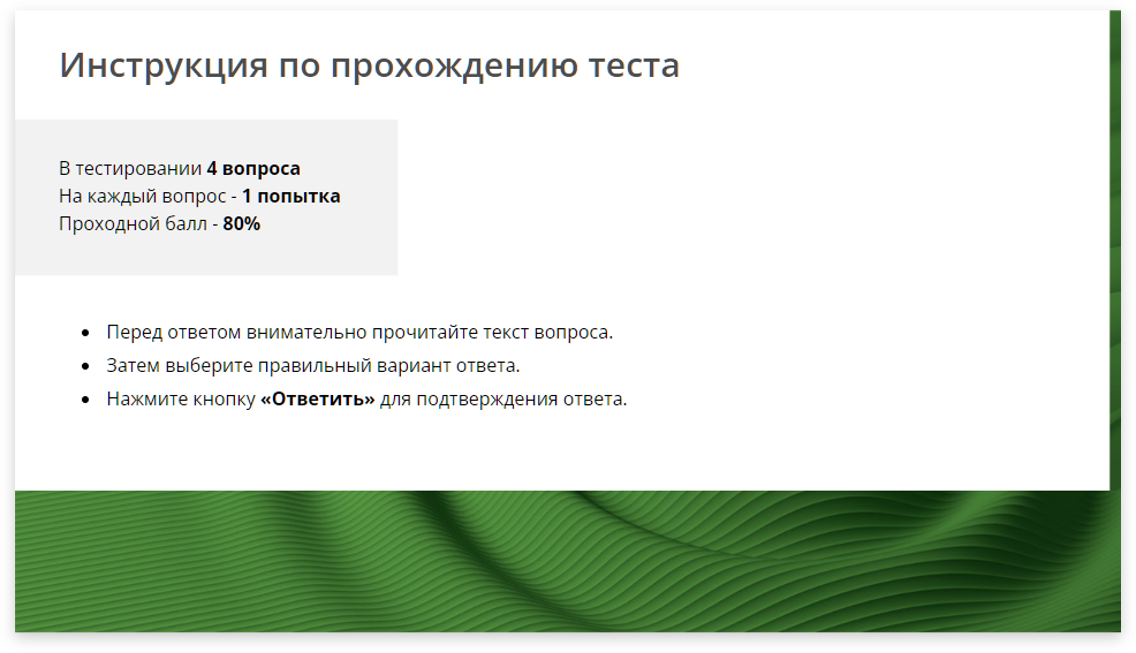 Инструкция по прохождению теста
В тестировании 4 вопроса
На каждый вопрос - 1 попытка
Проходной балл - 80%
• Перед ответом внимательно прочитайте текст вопроса.
• Затем выберите правильный вариант ответа.
• Нажмите кнопку «Ответить» для подтверждения ответа.